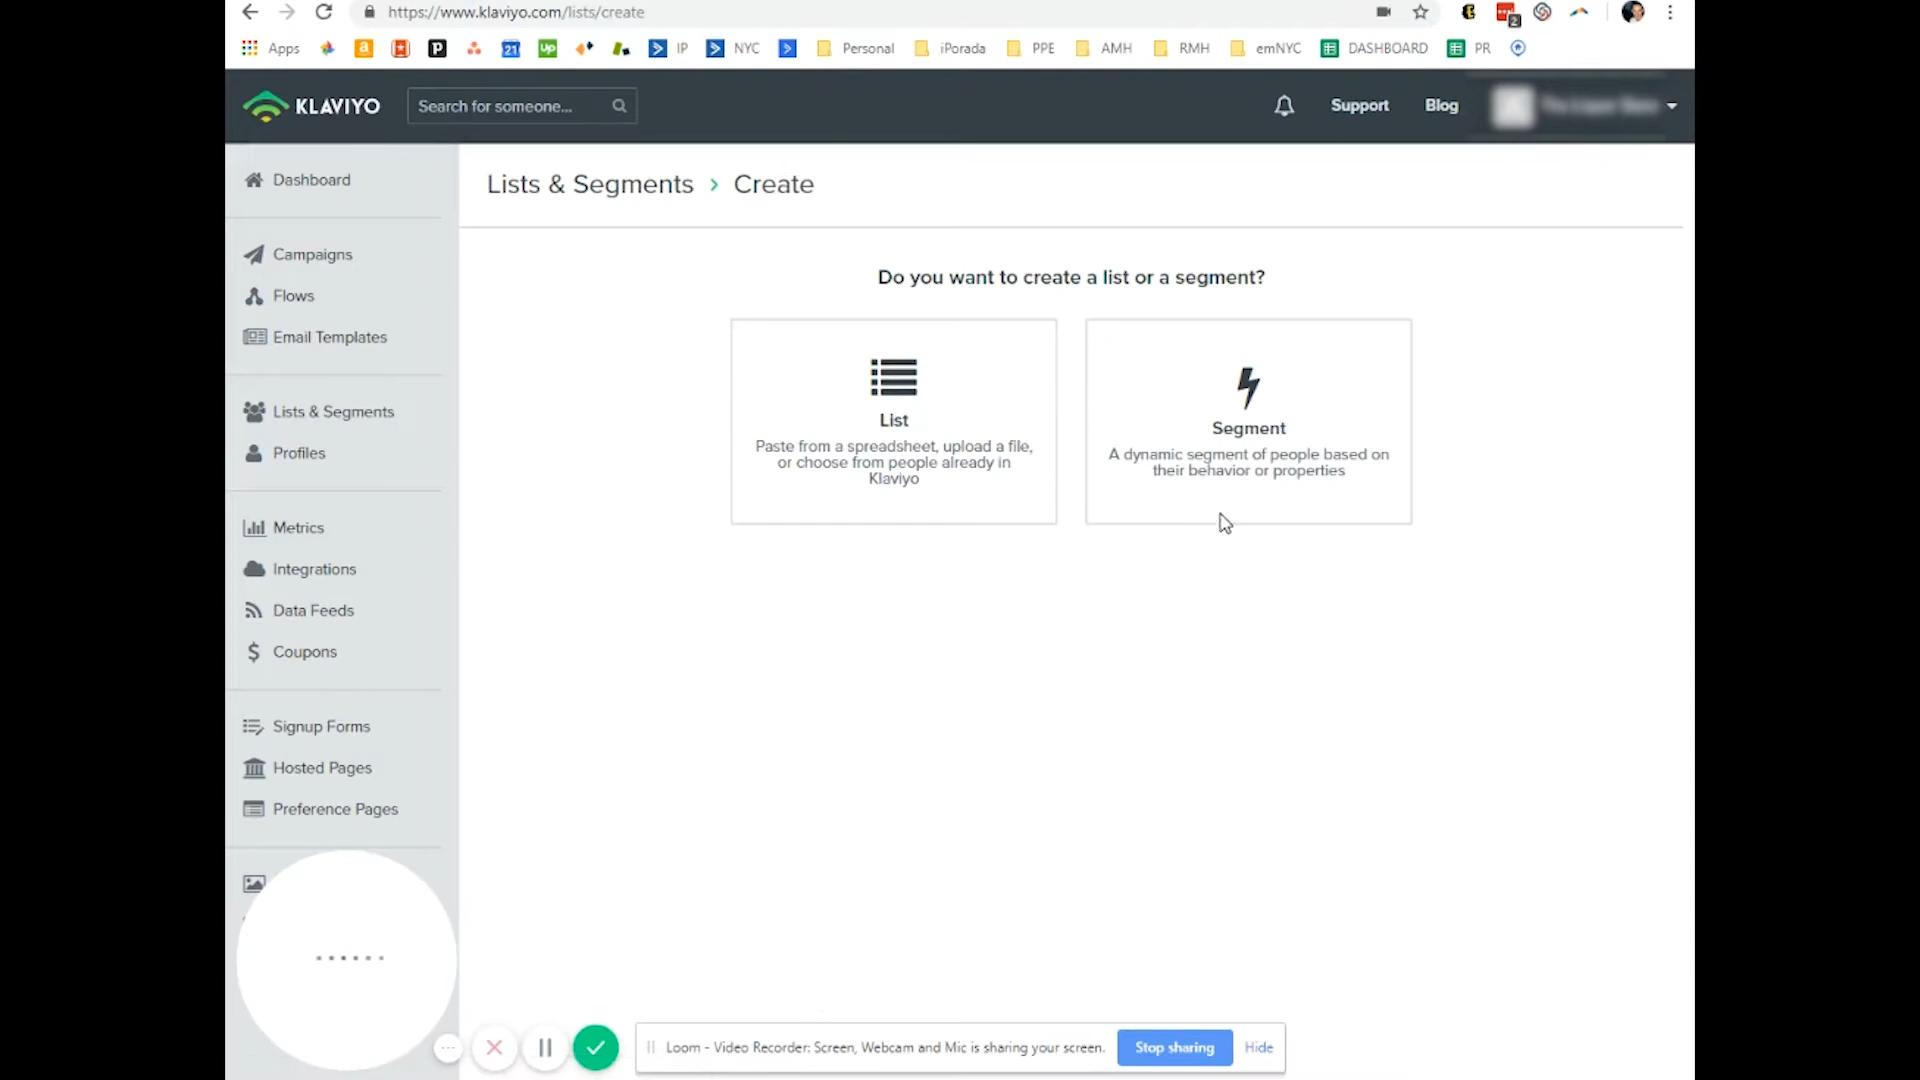 https://www.klaviyo.com/lists/create
2
Apps
a
P
21
up
IP
NYC
Personal
iPorada
PPE
AMH
RMH
emNYC
DASHBOARD
PR
KLAVIYO
Search for someone...
Support
Blog
Dashboard
Lists & Segments › Create
Campaigns
Flows
Email Templates
Do you want to create a list or a segment?
List
Paste from a spreadsheet, upload a file,
or choose from people already in
Klaviyo
Segment
A dynamic segment of people based on
their behavior or properties
Lists & Segments
Profiles
Metrics
Integrations
Data Feeds
Coupons
Signup Forms
Hosted Pages
Preference Pages
Loom - Video Recorder: Screen, Webcam and Mic is sharing your screen.
Stop sharing
Hide